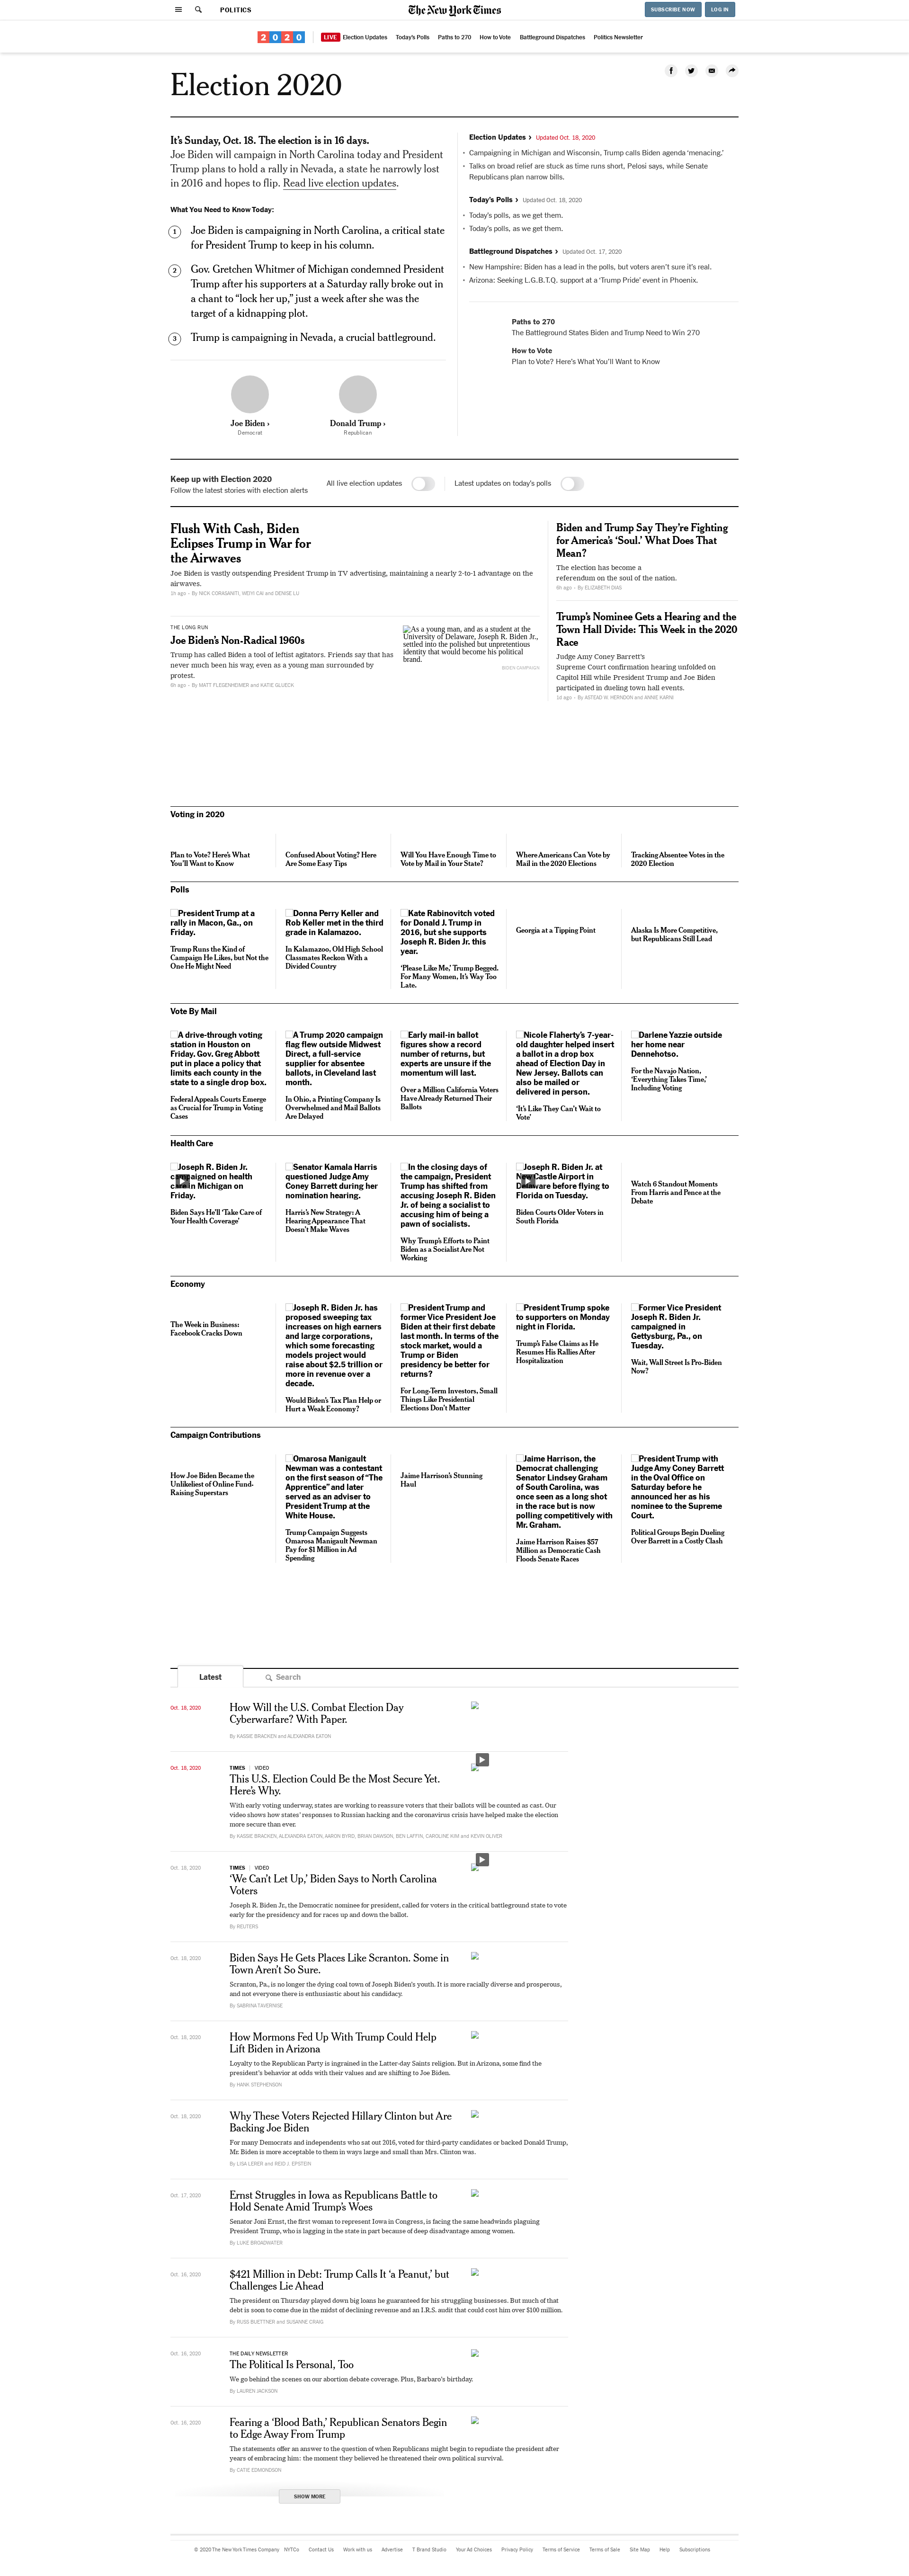 POLITICS
The New York Times
SUBSCRIBE NOW
LOG IN
2020
LIVE Election Updates
Today's Polls
Paths to 270
How to Vote
Battleground Dispatches
Politics Newsletter
Election 2020
It's Sunday, Oct. 18. The election is in 16 days.
Joe Biden will campaign in North Carolina today and President
Trump plans to hold a rally in Nevada, a state he narrowly lost
in 2016 and hopes to flip. Read live election updates.
What You Need to Know Today:
1
Joe Biden is campaigning in North Carolina, a critical state
for President Trump to keep in his column.
2
Gov. Gretchen Whitmer of Michigan condemned President
Trump after his supporters at a Saturday rally broke out in
a chant to “lock her up,” just a week after she was the
target of a kidnapping plot.
3
Trump is campaigning in Nevada, a crucial battleground.
Joe Biden ›
Democrat
Donald Trump ›
Republican
Election Updates › Updated Oct. 18, 2020
• Campaigning in Michigan and Wisconsin, Trump calls Biden agenda ‘menacing.’
• Talks on broad relief are stuck as time runs short, Pelosi says, while Senate
Republicans plan narrow bills.
Today's Polls › Updated Oct. 18, 2020
• Today's polls, as we get them.
• Today's polls, as we get them.
Battleground Dispatches › Updated Oct. 17, 2020
• New Hampshire: Biden has a lead in the polls, but voters aren't sure it's real.
• Arizona: Seeking L.G.B.T.Q. support at a ‘Trump Pride’ event in Phoenix.
Paths to 270
The Battleground States Biden and Trump Need to Win 270
How to Vote
Plan to Vote? Here's What You'll Want to Know
Keep up with Election 2020
Follow the latest stories with election alerts
All live election updates
Latest updates on today's polls
Flush With Cash, Biden
Eclipses Trump in War for
the Airwaves
Joe Biden is vastly outspending President Trump in TV advertising, maintaining a nearly 2-to-1 advantage on the
airwaves.
1h ago – By NICK CORASANITI, WEIYI CAI and DENISE LU
THE LONG RUN
Joe Biden's Non-Radical 1960s
Trump has called Biden a tool of leftist agitators. Friends say that has
never much been his way, even as a young man surrounded by
protest.
6h ago – By MATT FLEGENHEIMER and KATIE GLUECK
As a young man, and as a student at the
University of Delaware, Joseph R. Biden Jr.,
settled into the polished but unpretentious
identity that would become his political
brand.
BIDEN CAMPAIGN
Biden and Trump Say They're Fighting
for America's ‘Soul.’ What Does That
Mean?
The election has become a
referendum on the soul of the nation.
6h ago – By ELIZABETH DIAS
Trump's Nominee Gets a Hearing and the
Town Hall Divide: This Week in the 2020
Race
Judge Amy Coney Barrett's
Supreme Court confirmation hearing unfolded on
Capitol Hill while President Trump and Joe Biden
participated in dueling town hall events.
1d ago – By ASTEAD W. HERNDON and ANNIE KARNI
Voting in 2020
Plan to Vote? Here's What
You'll Want to Know
Confused About Voting? Here
Are Some Easy Tips
Will You Have Enough Time to
Vote by Mail in Your State?
Where Americans Can Vote by
Mail in the 2020 Elections
Tracking Absentee Votes in the
2020 Election
Polls
President Trump at a
rally in Macon, Ga., on
Friday.
Trump Runs the Kind of
Campaign He Likes, but Not the
One He Might Need
Donna Perry Keller and
Rob Keller met in the third
grade in Kalamazoo.
In Kalamazoo, Old High School
Classmates Reckon With a
Divided Country
Kate Rabinovitch voted
for Donald J. Trump in
2016, but she supports
Joseph R. Biden Jr. this
year.
‘Please Like Me,’ Trump Begged.
For Many Women, It's Way Too
Late.
Georgia at a Tipping Point
Alaska Is More Competitive,
but Republicans Still Lead
Vote By Mail
A drive-through voting
station in Houston on
Friday. Gov. Greg Abbott
put in place a policy that
limits each county in the
state to a single drop box.
Federal Appeals Courts Emerge
as Crucial for Trump in Voting
Cases
A Trump 2020 campaign
flag flew outside Midwest
Direct, a full-service
supplier for absentee
ballots, in Cleveland last
month.
In Ohio, a Printing Company Is
Overwhelmed and Mail Ballots
Are Delayed
Early mail-in ballot
figures show a record
number of returns, but
experts are unsure if the
momentum will last.
Over a Million California Voters
Have Already Returned Their
Ballots
Nicole Flaherty's 7-year-
old daughter helped insert
a ballot in a drop box
ahead of Election Day in
New Jersey. Ballots can
also be mailed or
delivered in person.
‘It's Like They Can't Wait to
Vote’
Darlene Yazzie outside
her home near
Dennehotso.
For the Navajo Nation,
‘Everything Takes Time,’
Including Voting
Health Care
Joseph R. Biden Jr.
campaigned on health
care in Michigan on
Friday.
Biden Says He'll ‘Take Care of
Your Health Coverage’
Senator Kamala Harris
questioned Judge Amy
Coney Barrett during her
nomination hearing.
Harris's New Strategy: A
Hearing Appearance That
Doesn't Make Waves
In the closing days of
the campaign, President
Trump has shifted from
accusing Joseph R. Biden
Jr. of being a socialist to
accusing him of being a
pawn of socialists.
Why Trump's Efforts to Paint
Biden as a Socialist Are Not
Working
Joseph R. Biden Jr. at
New Castle Airport in
Delaware before flying to
Florida on Tuesday.
Biden Courts Older Voters in
South Florida
Watch 6 Standout Moments
From Harris and Pence at the
Debate
Economy
The Week in Business:
Facebook Cracks Down
Joseph R. Biden Jr. has
proposed sweeping tax
increases on high earners
and large corporations,
which some forecasting
models project would
raise about $2.5 trillion or
more in revenue over a
decade.
Would Biden's Tax Plan Help or
Hurt a Weak Economy?
President Trump and
former Vice President Joe
Biden at their first debate
last month. In terms of the
stock market, would a
Trump or Biden
presidency be better for
returns?
For Long-Term Investors, Small
Things Like Presidential
Elections Don't Matter
President Trump spoke
to supporters on Monday
night in Florida.
Trump's False Claims as He
Resumes His Rallies After
Hospitalization
Former Vice President
Joseph R. Biden Jr.
campaigned in
Gettysburg, Pa., on
Tuesday.
Wait, Wall Street Is Pro-Biden
Now?
Campaign Contributions
How Joe Biden Became the
Unlikeliest of Online Fund-
Raising Superstars
Omarosa Manigault
Newman was a contestant
on the first season of “The
Apprentice” and later
served as an adviser to
President Trump at the
White House.
Trump Campaign Suggests
Omarosa Manigault Newman
Pay for $1 Million in Ad
Spending
Jaime Harrison's Stunning
Haul
Jaime Harrison, the
Democrat challenging
Senator Lindsey Graham
of South Carolina, was
once seen as a long shot
in the race but is now
polling competitively with
Mr. Graham.
Jaime Harrison Raises $57
Million as Democratic Cash
Floods Senate Races
President Trump with
Judge Amy Coney Barrett
in the Oval Office on
Saturday before he
announced her as his
nominee to the Supreme
Court.
Political Groups Begin Dueling
Over Barrett in a Costly Clash
Latest
Search
Oct. 18, 2020
How Will the U.S. Combat Election Day
Cyberwarfare? With Paper.
By KASSIE BRACKEN and ALEXANDRA EATON
Oct. 18, 2020
TIMES | VIDEO
This U.S. Election Could Be the Most Secure Yet.
Here's Why.
With early voting underway, states are working to reassure voters that their ballots will be counted as cast. Our
video shows how states' responses to Russian hacking and the coronavirus crisis have helped make the election
more secure than ever.
By KASSIE BRACKEN, ALEXANDRA EATON, AARON BYRD, BRIAN DAWSON, BEN LAFFIN, CAROLINE KIM and KEVIN OLIVER
Oct. 18, 2020
TIMES | VIDEO
‘We Can't Let Up,’ Biden Says to North Carolina
Voters
Joseph R. Biden Jr., the Democratic nominee for president, called for voters in the critical battleground state to vote
early for the presidency and for races up and down the ballot.
By REUTERS
Oct. 18, 2020
Biden Says He Gets Places Like Scranton. Some in
Town Aren't So Sure.
Scranton, Pa., is no longer the dying coal town of Joseph Biden's youth. It is more racially diverse and prosperous,
and not everyone there is enthusiastic about his candidacy.
By SABRINA TAVERNISE
Oct. 18, 2020
How Mormons Fed Up With Trump Could Help
Lift Biden in Arizona
Loyalty to the Republican Party is ingrained in the Latter-day Saints religion. But in Arizona, some find the
president's behavior at odds with their values and are shifting to Joe Biden.
By HANK STEPHENSON
Oct. 18, 2020
Why These Voters Rejected Hillary Clinton but Are
Backing Joe Biden
For many Democrats and independents who sat out 2016, voted for third-party candidates or backed Donald Trump,
Mr. Biden is more acceptable to them in ways large and small than Mrs. Clinton was.
By LISA LERER and REID J. EPSTEIN
Oct. 17, 2020
Ernst Struggles in Iowa as Republicans Battle to
Hold Senate Amid Trump's Woes
Senator Joni Ernst, the first woman to represent Iowa in Congress, is facing the same headwinds plaguing
President Trump, who is lagging in the state in part because of deep disadvantage among women.
By LUKE BROADWATER
Oct. 16, 2020
$421 Million in Debt: Trump Calls It ‘a Peanut,’ but
Challenges Lie Ahead
The president on Thursday played down big loans he guaranteed for his struggling businesses. But much of that
debt is soon to come due in the midst of declining revenue and an I.R.S. audit that could cost him over $100 million.
By RUSS BUETTNER and SUSANNE CRAIG
Oct. 16, 2020
THE DAILY NEWSLETTER
The Political Is Personal, Too
We go behind the scenes on our abortion debate coverage. Plus, Barbaro's birthday.
By LAUREN JACKSON
Oct. 16, 2020
Fearing a ‘Blood Bath,’ Republican Senators Begin
to Edge Away From Trump
The statements offer an answer to the question of when Republicans might begin to repudiate the president after
years of embracing him: the moment they believed he threatened their own political survival.
By CATIE EDMONDSON
SHOW MORE
© 2020 The New York Times Company
NYTCo
Contact Us
Work with us
Advertise
T Brand Studio
Your Ad Choices
Privacy Policy
Terms of Service
Terms of Sale
Site Map
Help
Subscriptions